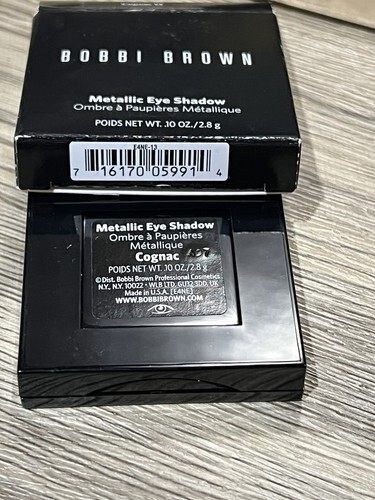 BOBBI BROWN
Metallic Eye Shadow
Ombre à Paupières Métallique
POIDS NET WT. .10 OZ./2.8 g
E4NE-13
7 16170 05991 4
Metallic Eye Shadow
Ombre à Paupières
Métallique
Cognac
POIDS NET WT. .10 OZ./2.8 g
© Dist. Bobbi Brown Professional Cosmetics
N.Y., N.Y. 10022 • WLB LTD. GU32 3DD, UK
Made in U.S.A. [E4NE]
WWW.BOBBIBROWN.COM